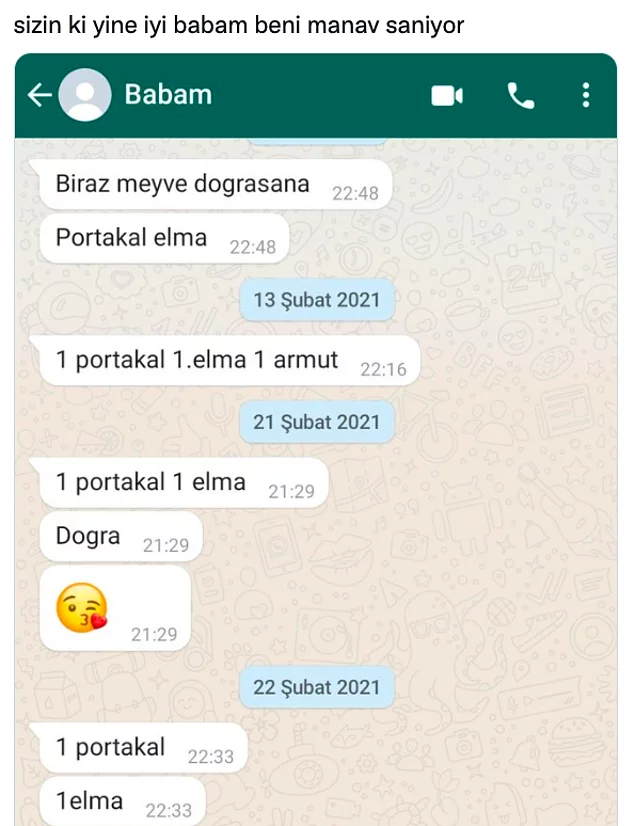 sizin ki yine iyi babam beni manav saniyor
Babam
Biraz meyve dograsana 22:48
Portakal elma 22:48
13 Şubat 2021
1 portakal 1.elma 1 armut 22:16
21 Şubat 2021
1 portakal 1 elma 21:29
Dogra 21:29
21:29
22 Şubat 2021
1 portakal 22:33
1elma 22:33